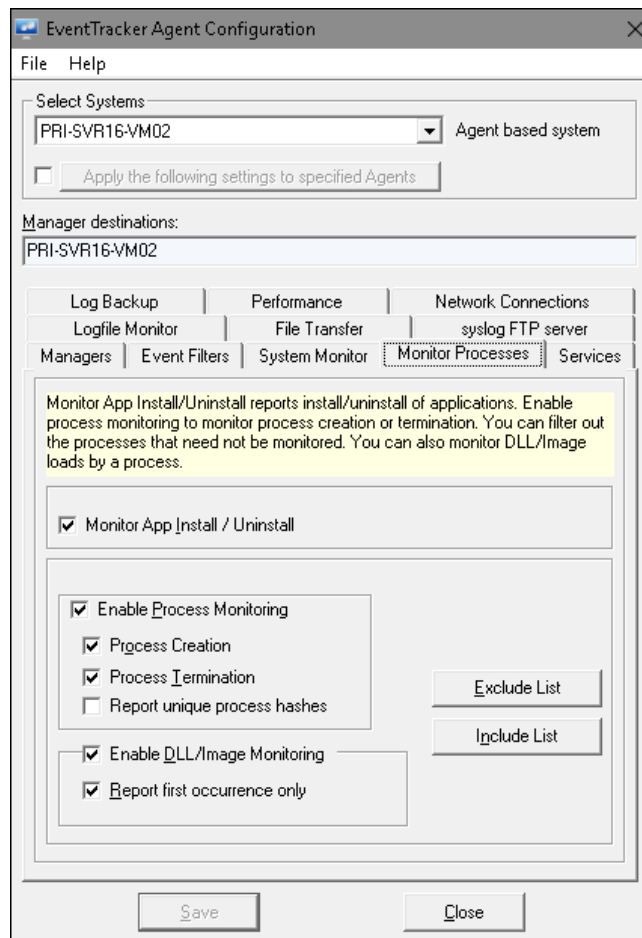 EventTracker Agent Configuration
File Help
Select Systems
PRI-SVR16-VM02
Agent based system
Apply the following settings to specified Agents
Manager destinations:
PRI-SVR16-VM02
Log Backup Performance Network Connections
Logfile Monitor File Transfer syslog FTP server
Managers Event Filters System Monitor Monitor Processes Services
Monitor App Install/Uninstall reports install/uninstall of applications. Enable
process monitoring to monitor process creation or termination. You can filter out
the processes that need not be monitored. You can also monitor DLL/Image
loads by a process.
Monitor App Install / Uninstall
Enable Process Monitoring
Process Creation
Process Termination
Report unique process hashes
Exclude List
Include List
Enable DLL/Image Monitoring
Report first occurrence only
Save Close